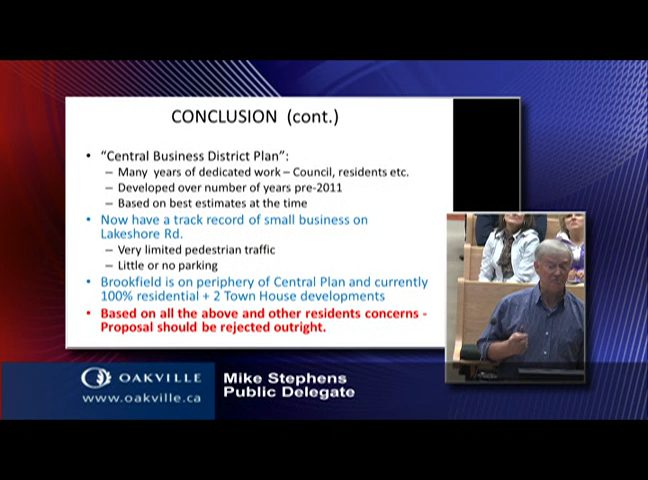 CONCLUSION (cont.)
• "Central Business District Plan":
– Many years of dedicated work – Council, residents etc.
– Developed over number of years pre-2011
– Based on best estimates at the time
• Now have a track record of small business on
Lakeshore Rd.
– Very limited pedestrian traffic
– Little or no parking
• Brookfield is on periphery of Central Plan and currently
100% residential + 2 Town House developments
• Based on all the above and other residents concerns -
Proposal should be rejected outright.
OAKVILLE
www.oakville.ca
Mike Stephens
Public Delegate